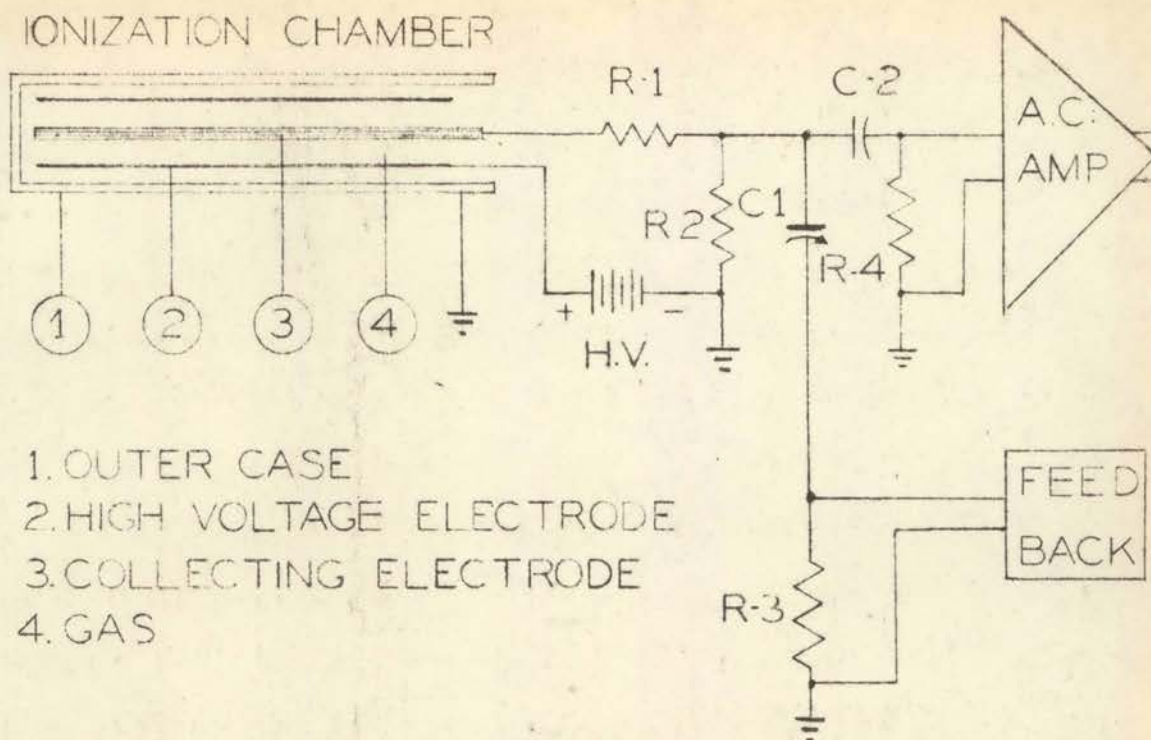 IONIZATION CHAMBER
R-1
C-2
A.C.
AMP
R2
C1
R-4
1
2
3
4
+
-
H.V.
1. OUTER CASE
2. HIGH VOLTAGE ELECTRODE
3. COLLECTING ELECTRODE
4. GAS
FEED
BACK
R-3